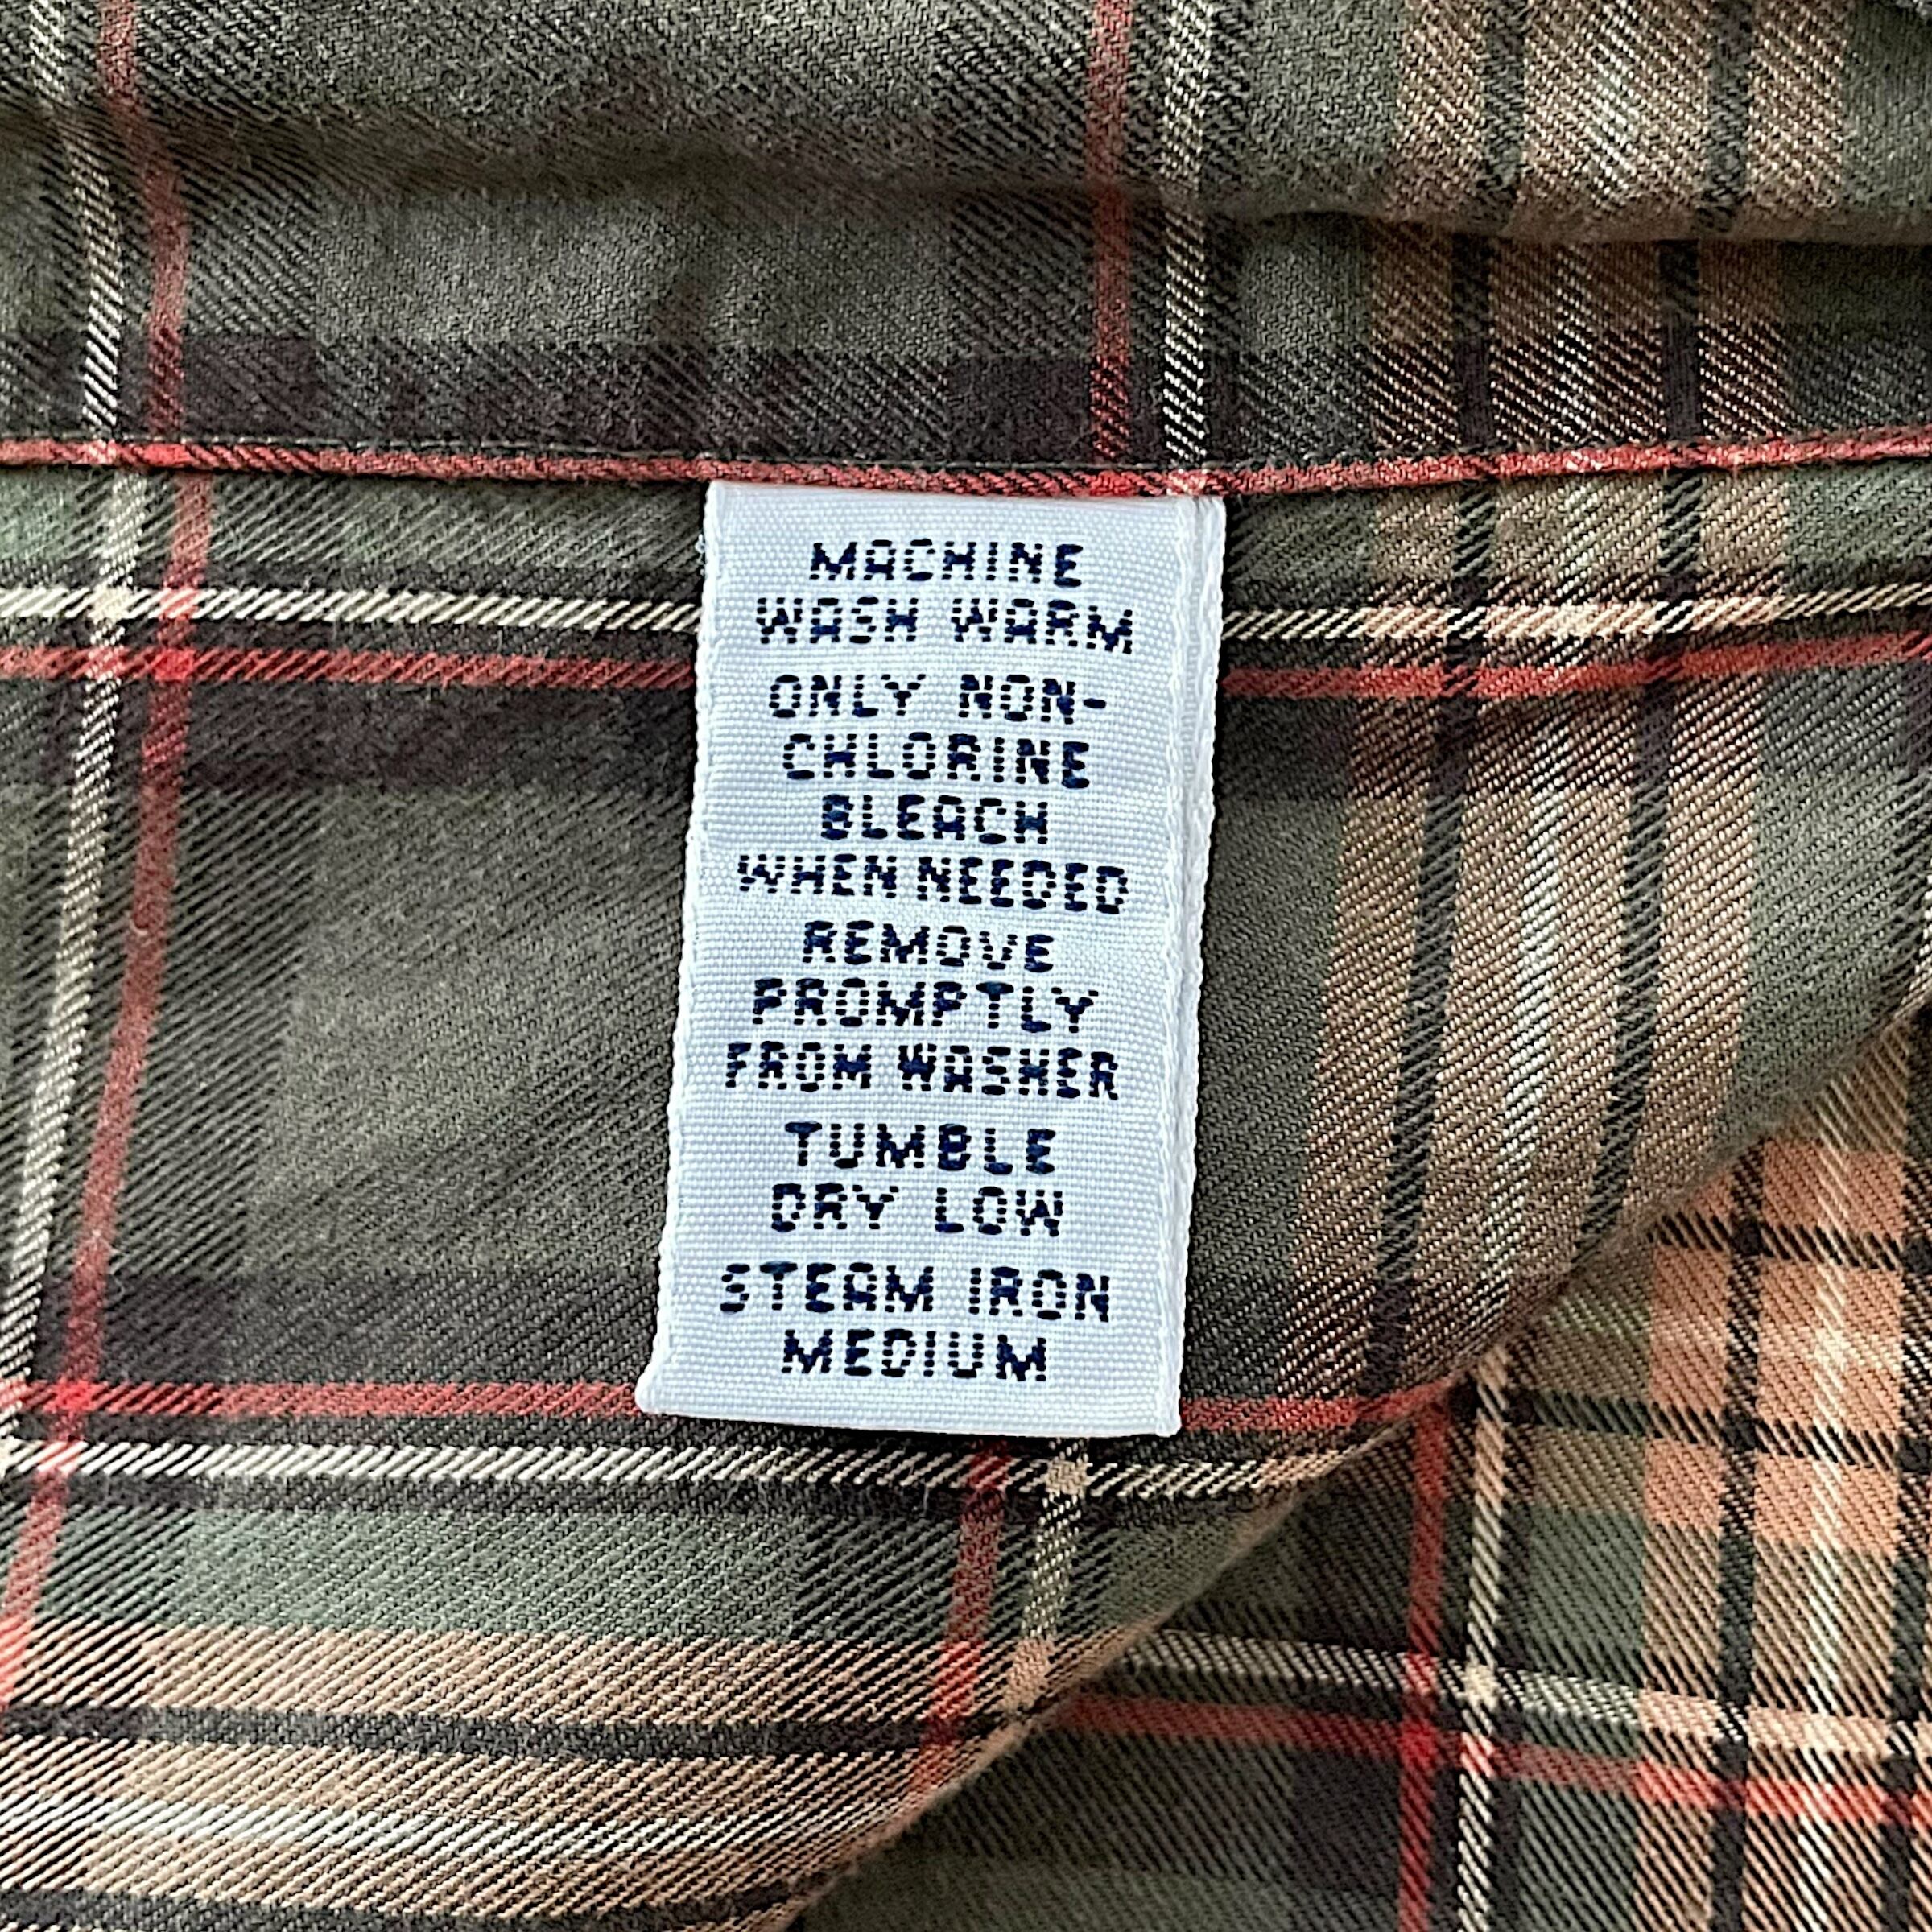 MACHINE
WASH WARM
ONLY NON-
CHLORINE
BLEACH
WHEN NEEDED
REMOVE
PROMPTLY
FROM WASHER
TUMBLE
DRY LOW
STEAM IRON
MEDIUM